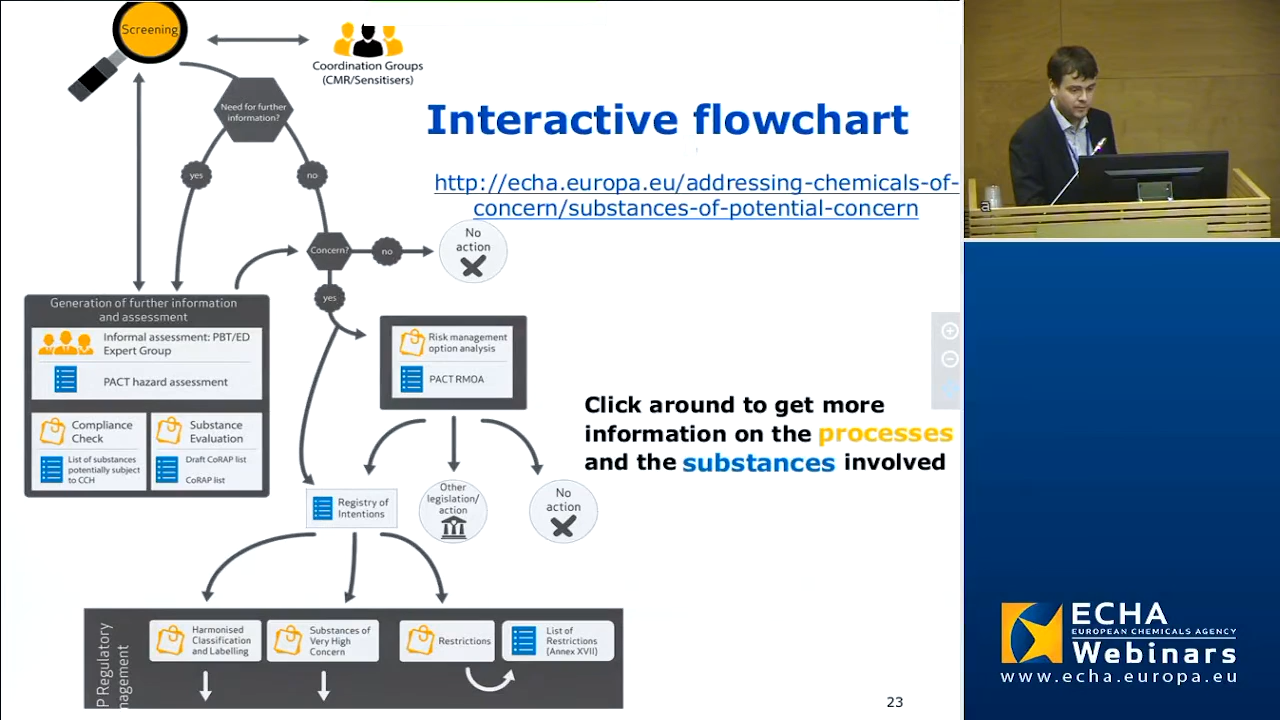 Screening
Coordination Groups
(CMR/Sensitisers)
Need for further
information?
Interactive flowchart
yes
no
http://echa.europa.eu/addressing-chemicals-of-
concern/substances-of-potential-concern
Concern?
no
No
action
yes
Generation of further information
and assessment
Informal assessment: PBT/ED
Expert Group
PACT hazard assessment
Compliance
Check
List of substances
potentially subject
to CCH
Substance
Evaluation
Draft CoRAP list
CoRAP list
Risk management
option analysis
PACT RMOA
Click around to get more
information on the processes
and the substances involved
Registry of
Intentions
Other
legislation/
action
No
action
P Regulatory
nagement
Harmonised
Classification
and Labelling
Substances of
Very High
Concern
Restrictions
List of
Restrictions
(Annex XVII)
23
ECHA
EUROPEAN CHEMICALS AGENCY
Webinars
www.echa.europa.eu